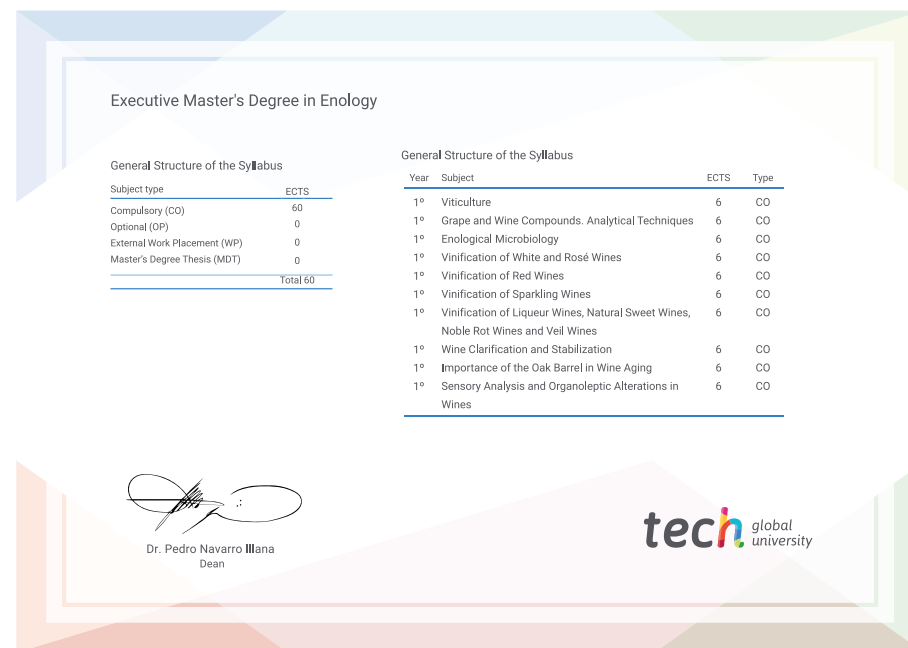 Executive Master's Degree in Enology
General Structure of the Syllabus
Subject type ECTS
Compulsory (CO) 60
Optional (OP) 0
External Work Placement (WP) 0
Master's Degree Thesis (MDT) 0
Total 60
General Structure of the Syllabus
Year Subject ECTS Type
1º Viticulture 6 CO
1º Grape and Wine Compounds. Analytical Techniques 6 CO
1º Enological Microbiology 6 CO
1º Vinification of White and Rosé Wines 6 CO
1º Vinification of Red Wines 6 CO
1º Vinification of Sparkling Wines 6 CO
1º Vinification of Liqueur Wines, Natural Sweet Wines, 6 CO
Noble Rot Wines and Veil Wines
1º Wine Clarification and Stabilization 6 CO
1º Importance of the Oak Barrel in Wine Aging 6 CO
1º Sensory Analysis and Organoleptic Alterations in 6 CO
Wines
Dr. Pedro Navarro Illana
Dean
tech global
university